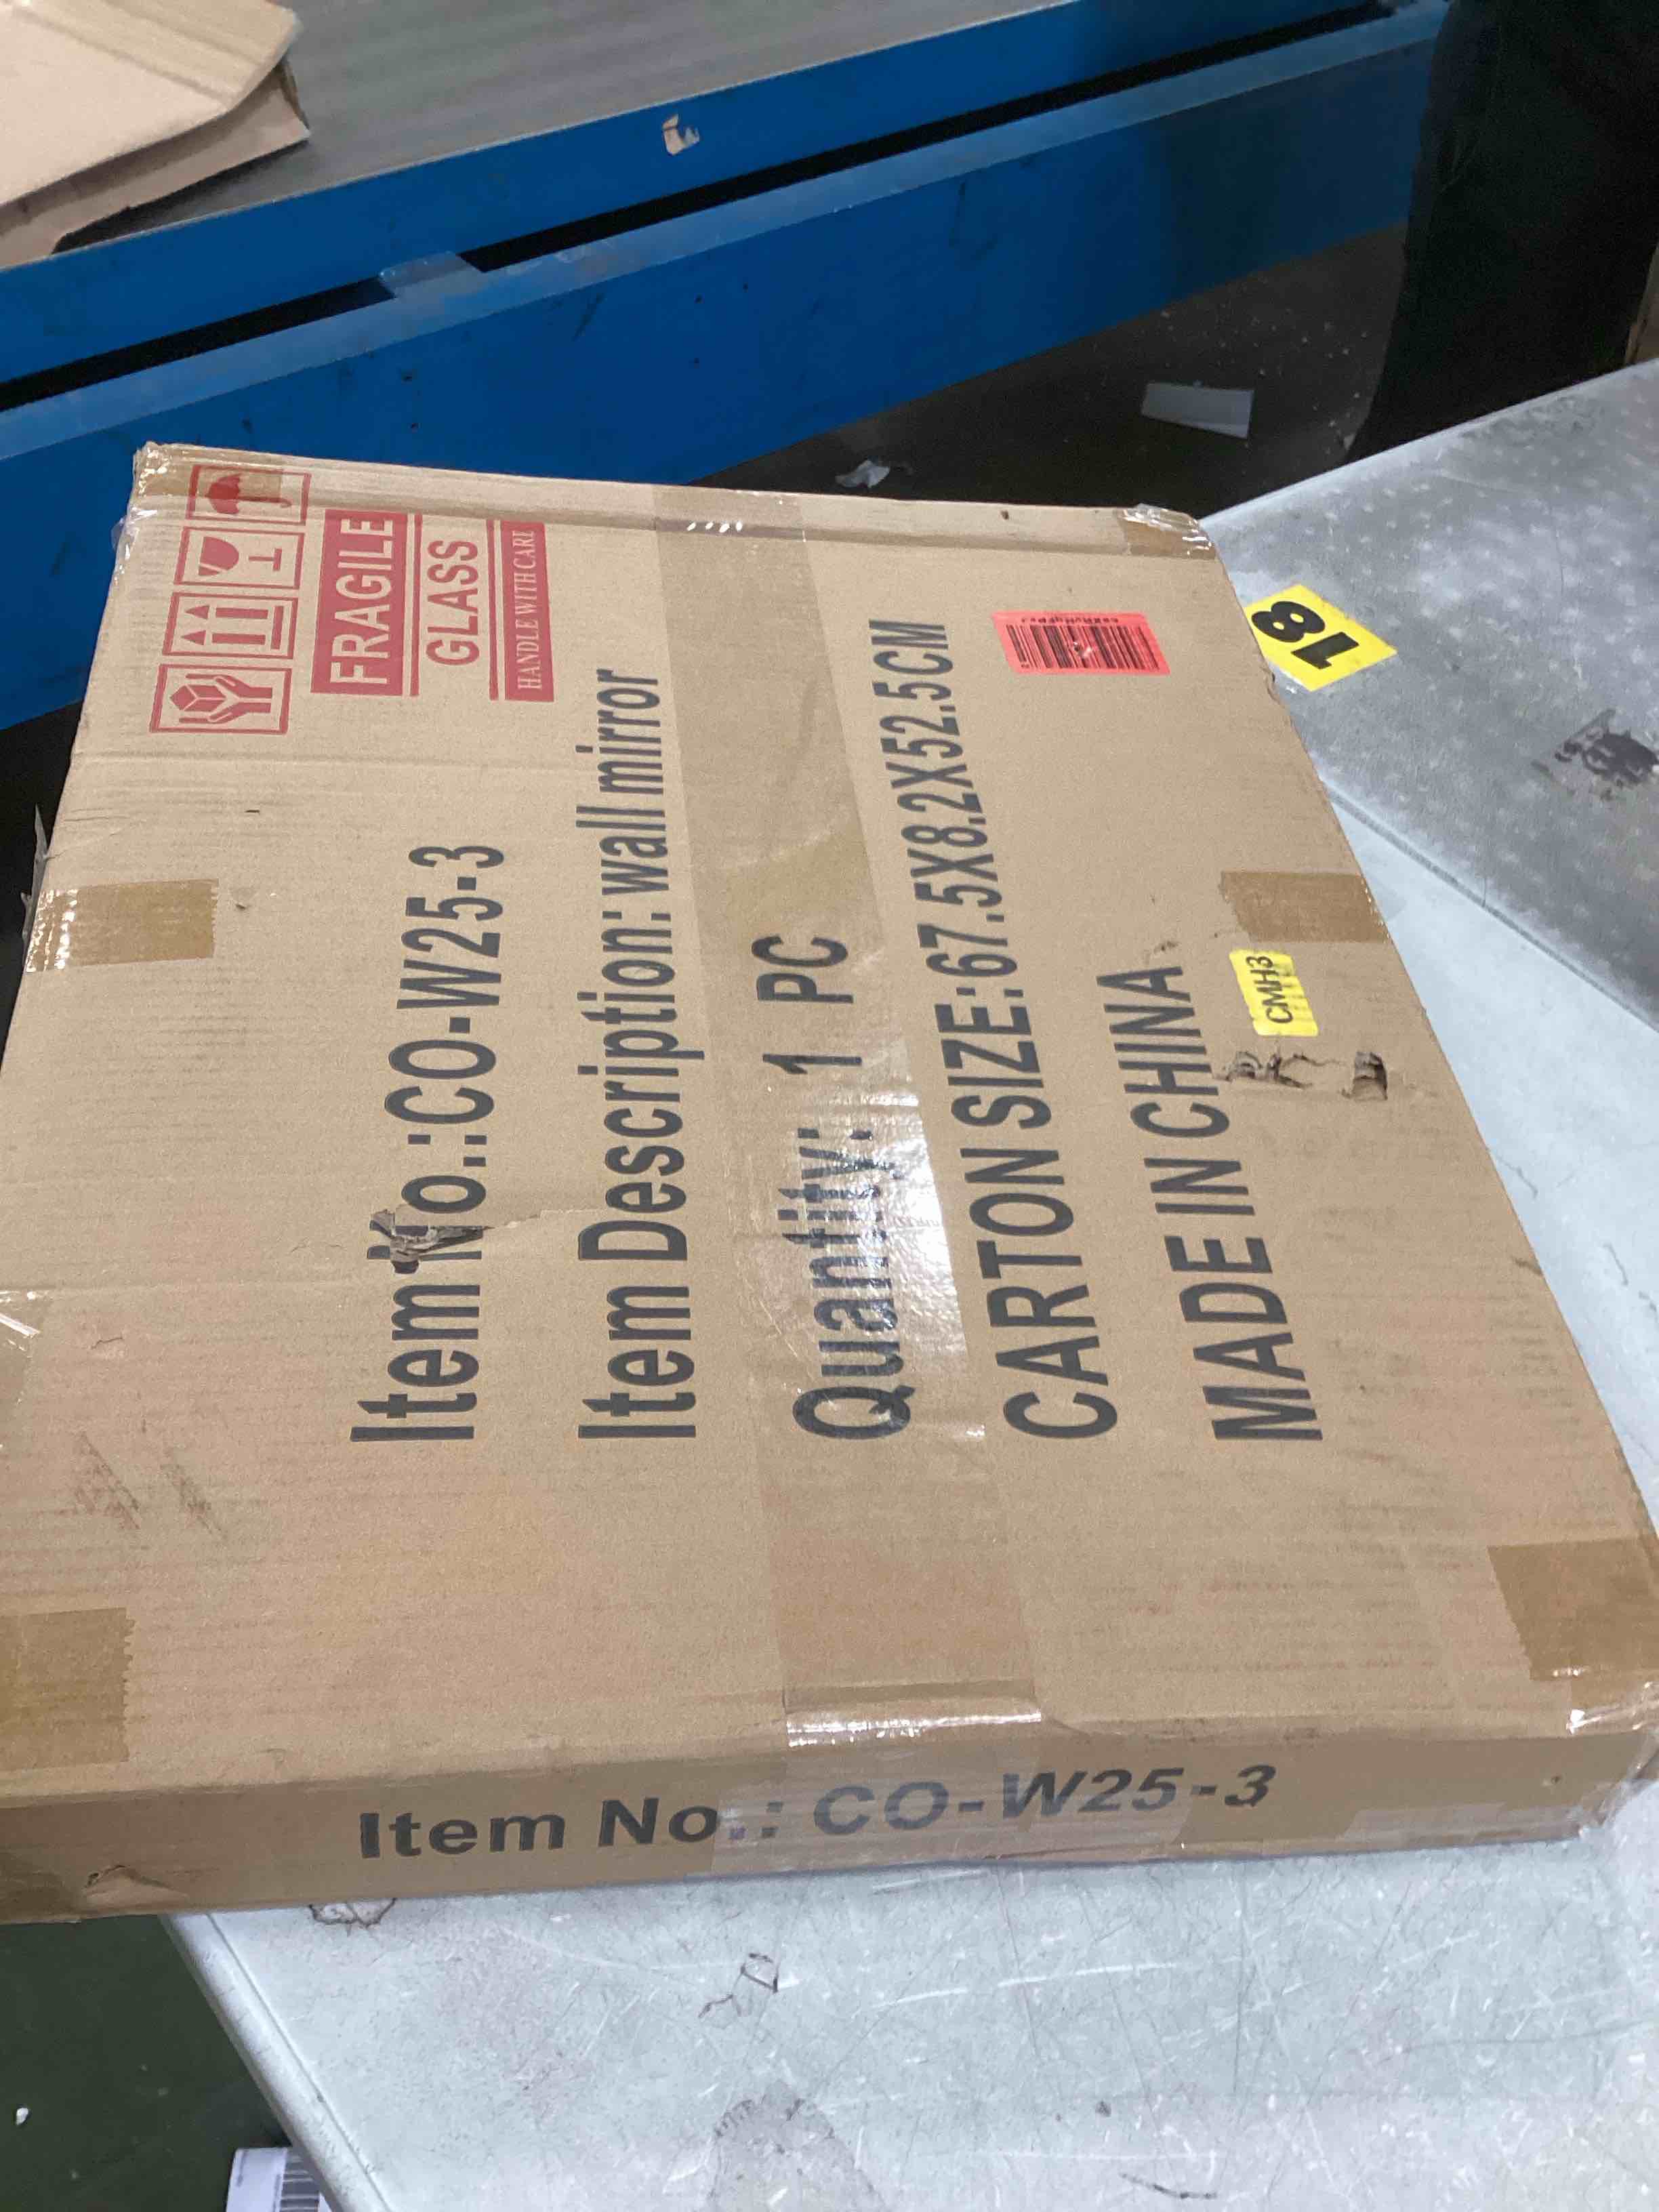 FRAGILE
GLASS
HANDLE WITH CARE
Item No.:CO-W25-3
Item Description: wall mirror
Quantity: 1 PC
CARTON SIZE:67.5X8.2X52.5CM
MADE IN CHINA
CMH3
18
Item No.: CO-W25-3